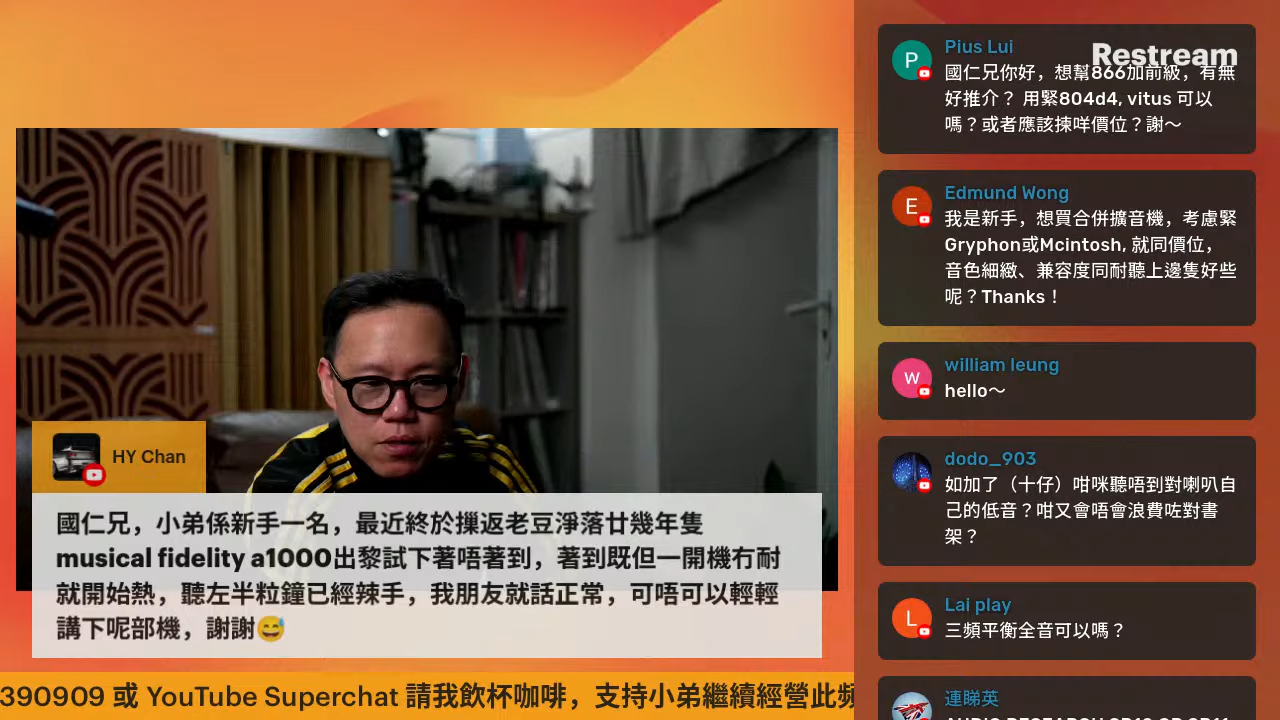 HY Chan
國仁兄，小弟係新手一名，最近終於摷返老豆淨落廿幾年隻
musical fidelity a1000出黎試下著唔著到，著到既但一開機冇耐
就開始熱，聽左半粒鐘已經辣手，我朋友就話正常，可唔可以輕輕
講下呢部機，謝謝😅
390909 或 YouTube Superchat 請我飲杯咖啡，支持小弟繼續經營此頻
Restream
Pius Lui
國仁兄你好，想幫866加前級，有無
好推介？ 用緊804d4, vitus 可以
嗎？或者應該揀咩價位？謝～
Edmund Wong
我是新手，想買合併擴音機，考慮緊
Gryphon或Mcintosh, 就同價位，
音色細緻、兼容度同耐聽上邊隻好些
呢？Thanks！
william leung
hello～
dodo_903
如加了（十仔）咁咪聽唔到對喇叭自
己的低音？咁又會唔會浪費咗對書
架？
Lai play
三頻平衡全音可以嗎？
連睇英